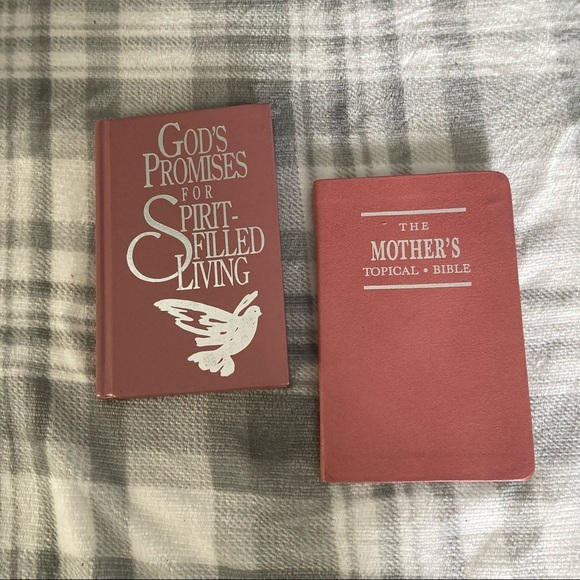 GOD'S
PROMISES
FOR
SPIRIT-
FILLED
LIVING
THE
MOTHER'S
TOPICAL • BIBLE